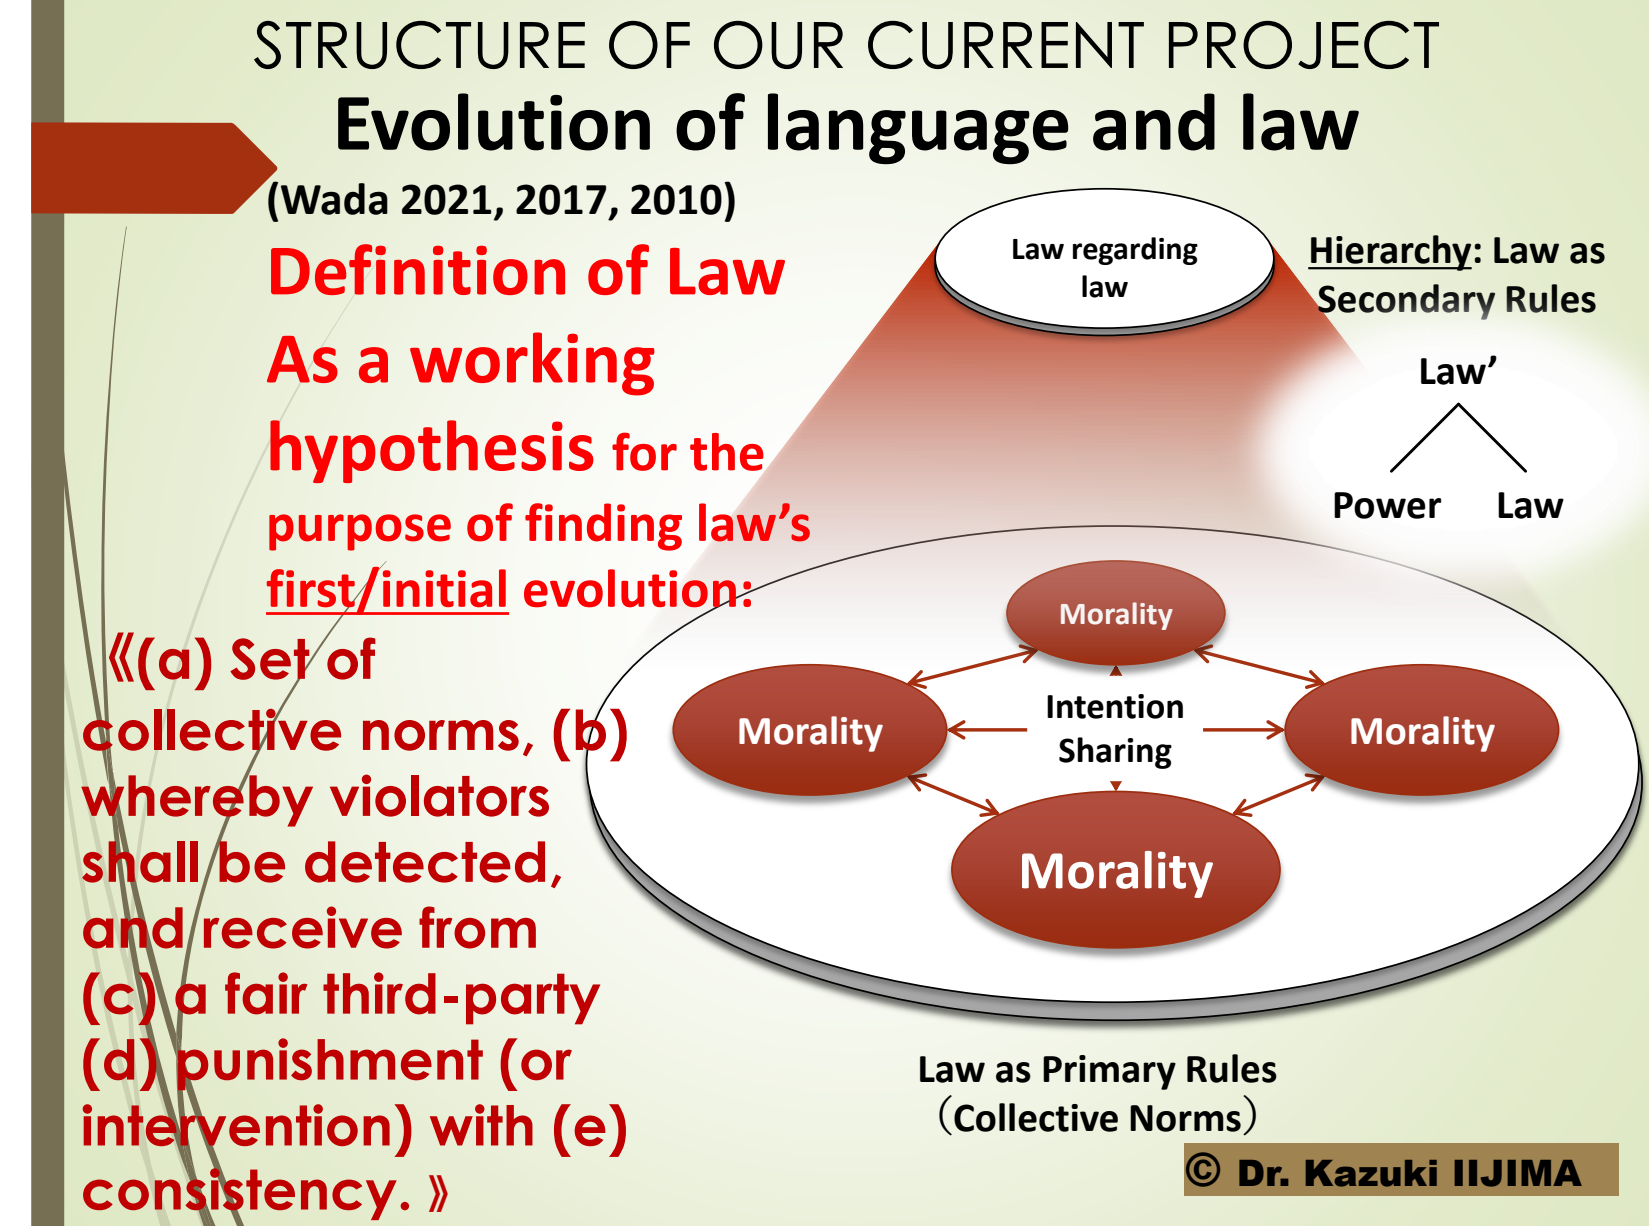 STRUCTURE OF OUR CURRENT PROJECT
Evolution of language and law
(Wada 2021, 2017, 2010)
Definition of Law
As a working
hypothesis for the
purpose of finding law’s
first/initial evolution:
《(a) Set of
collective norms, (b)
whereby violators
shall be detected,
and receive from
(c) a fair third-party
(d) punishment (or
intervention) with (e)
consistency. 》
Law regarding
law
Hierarchy: Law as
Secondary Rules
Law’
Power Law
Morality
Morality
Intention
Sharing
Morality
Morality
Law as Primary Rules
（Collective Norms）
© Dr. Kazuki IIJIMA